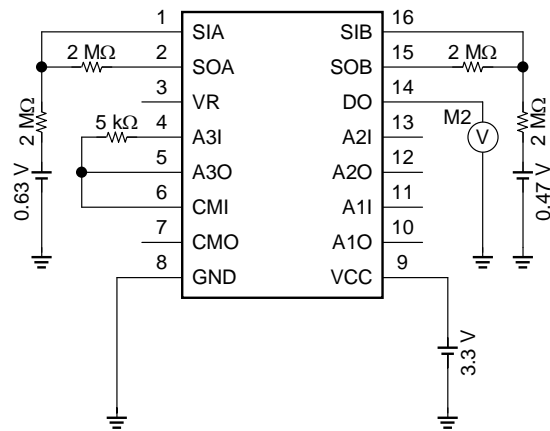 1 SIA SIB 16
2 MΩ 2 SOA SOB 15 2 MΩ
3 VR DO 14
M2 V
5 kΩ 4 A3I A2I 13
5 A3O A2O 12
6 CMI A1I 11
7 CMO A1O 10
8 GND VCC 9
2 MΩ
0.63 V
2 MΩ
0.47 V
3.3 V